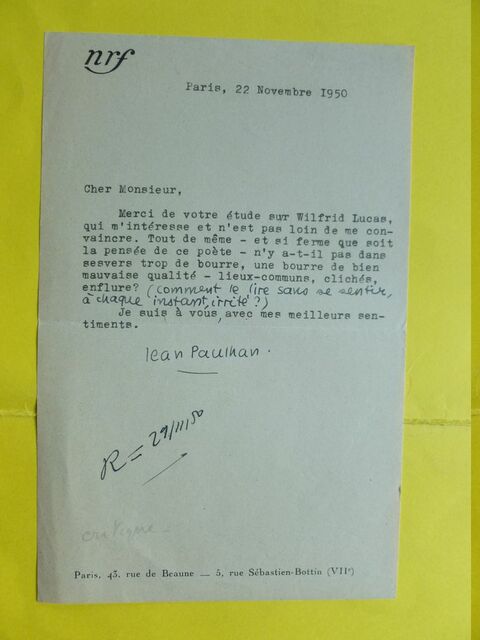 nrf
Paris, 22 Novembre 1950
Cher Monsieur,
Merci de votre étude sur Wilfrid Lucas,
qui m'intéresse et n'est pas loin de me con-
vaincre. Tout de même - et si ferme que soit
la pensée de ce poète - n'y a-t-il pas dans
sesvers trop de bourre, une bourre de bien
mauvaise qualité - lieux-communs, clichés,
enflure? (comment le lire sans se sentir,
à chaque instant, irrité ?)
Je suis à vous, avec mes meilleurs sen-
timents.
Jean Paulhan.
R = 29/11/50
critique
Paris, 43, rue de Beaune — 5, rue Sébastien-Bottin (VIIe)